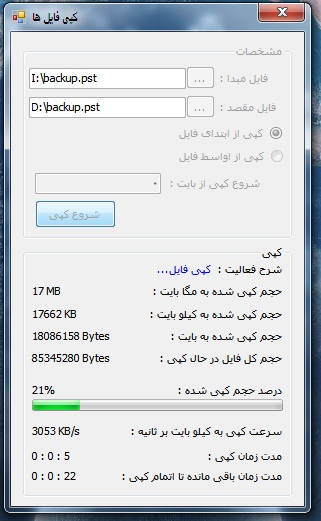 کپی فایل ها
مشخصات
فایل مبدا : ... I:\backup.pst
فایل مقصد : ... D:\backup.pst
کپی از ابتدای فایل
کپی از اواسط فایل
شروع کپی از بایت : ۰
شروع کپی
کپی
شرح فعالیت : کپی فایل...
حجم کپی شده به مگا بایت : 17 MB
حجم کپی شده به کیلو بایت : 17662 KB
حجم کپی شده به بایت : 18086158 Bytes
حجم کل فایل در حال کپی : 85345280 Bytes
درصد حجم کپی شده : 21%
سرعت کپی به کیلو بایت بر ثانیه : 3053 KB/s
مدت زمان کپی : 0 : 0 : 5
مدت زمان باقی مانده تا اتمام کپی : 0 : 0 : 22